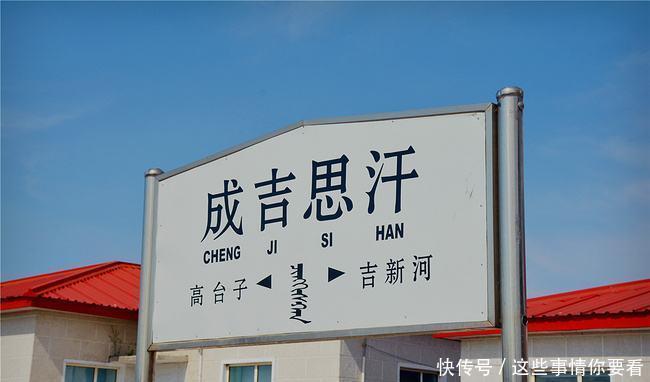 成吉思汗
CHENG JI SI HAN
高台子 ◀ ▶ 吉新河
快传号 / 这些事情你要看